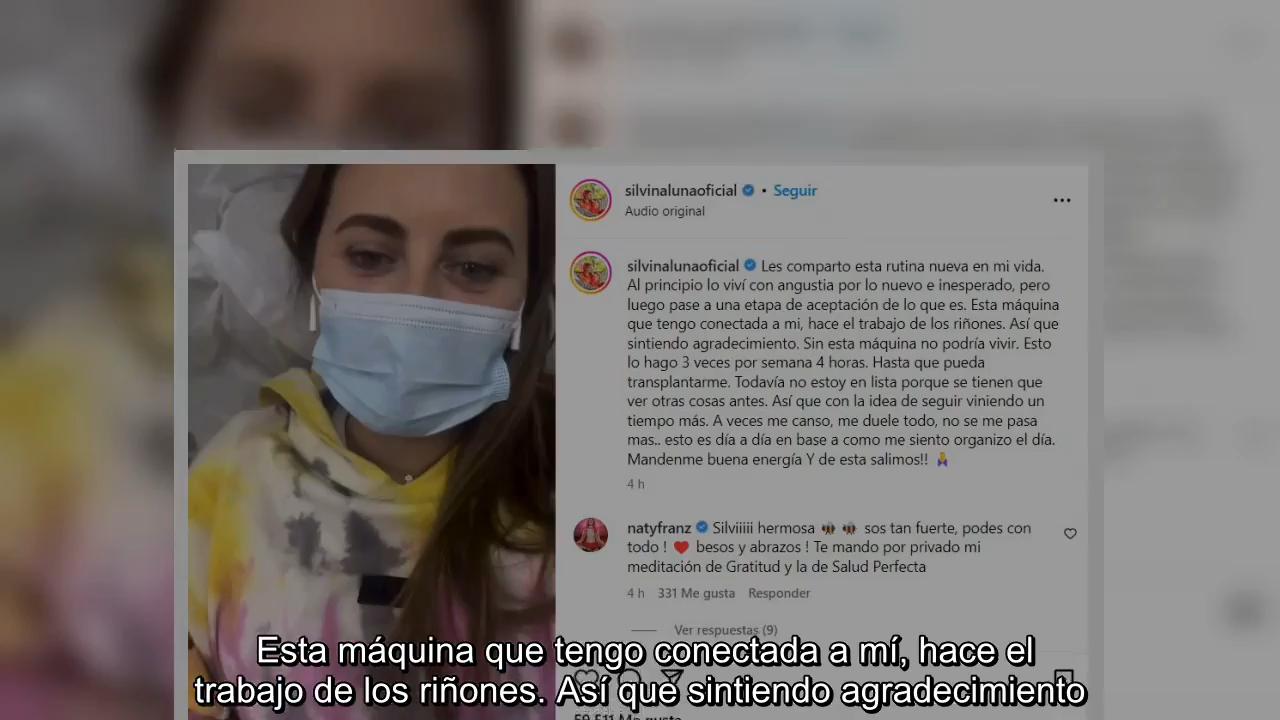 silvinalunaoficial • Seguir
Audio original
silvinalunaoficial Les comparto esta rutina nueva en mi vida.
Al principio lo viví con angustia por lo nuevo e inesperado, pero
luego pase a una etapa de aceptación de lo que es. Esta máquina
que tengo conectada a mi, hace el trabajo de los riñones. Así que
sintiendo agradecimiento. Sin esta máquina no podría vivir. Esto
lo hago 3 veces por semana 4 horas. Hasta que pueda
transplantarme. Todavía no estoy en lista porque se tienen que
ver otras cosas antes. Así que con la idea de seguir viniendo un
tiempo más. A veces me canso, me duele todo, no se me pasa
mas.. esto es día a día en base a como me siento organizo el día.
Mandenme buena energía Y de esta salimos!! 🧘‍♀️
4 h
naty​franz Silviiiii hermosa 🐝 🐝 sos tan fuerte, podes con
todo ! ❤️ besos y abrazos ! Te mando por privado mi
meditación de Gratitud y la de Salud Perfecta
4 h 331 Me gusta Responder
Ver respuestas (9)
Esta máquina que tengo conectada a mí, hace el
trabajo de los riñones. Así que sintiendo agradecimiento